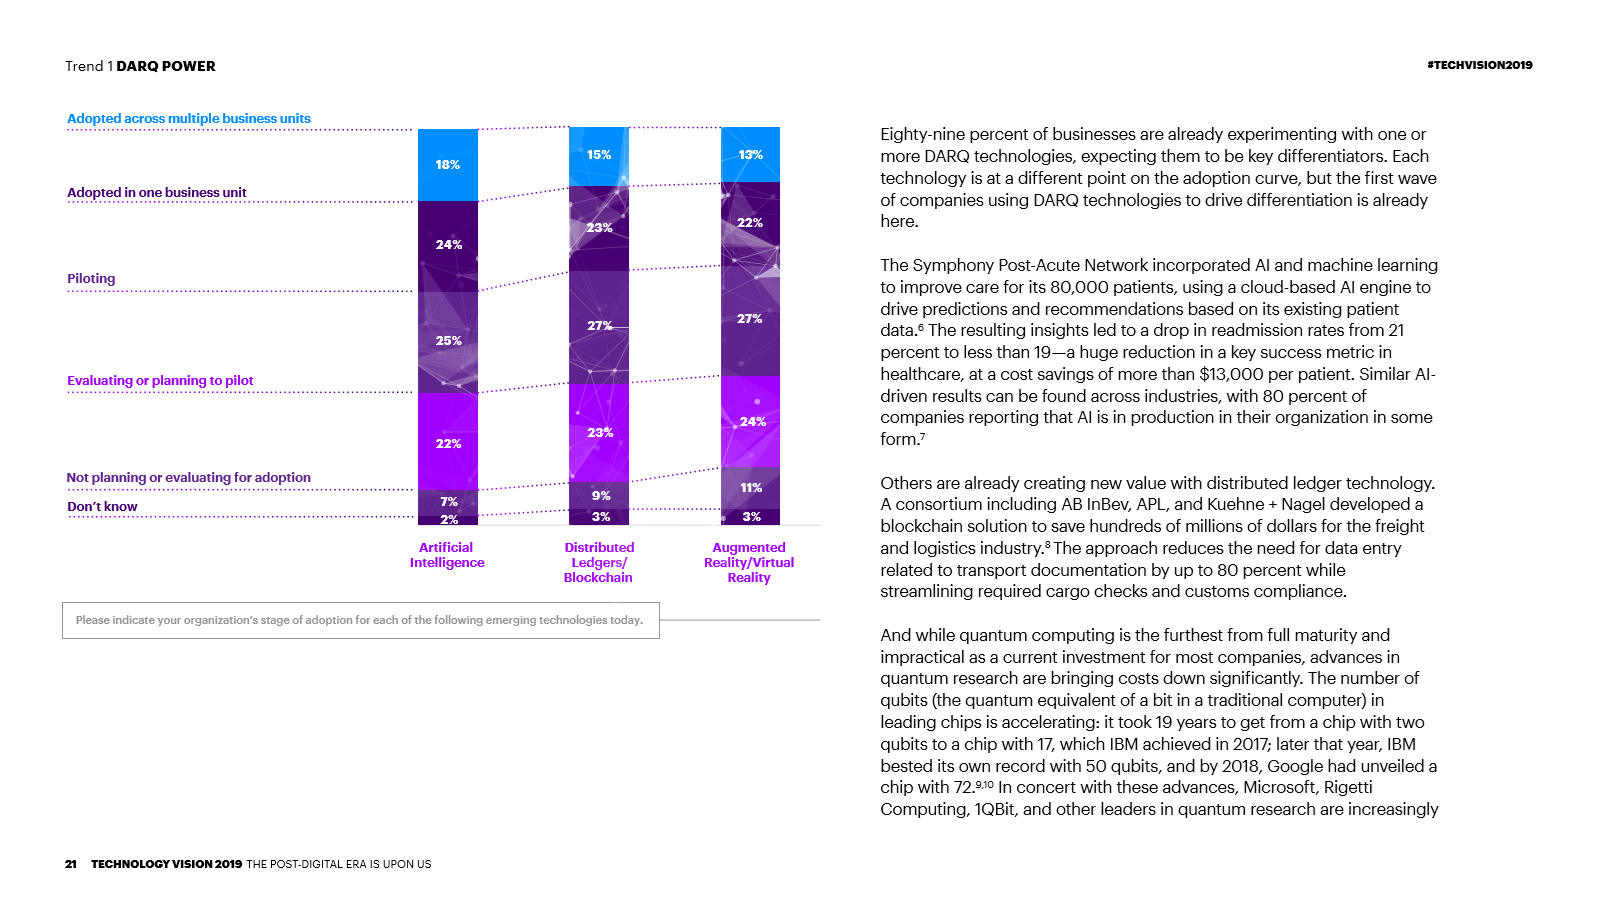 Trend 1 DARQ POWER
#TECHVISION2019
Adopted across multiple business units
18%
15%
13%
Adopted in one business unit
24%
23%
22%
Piloting
25%
27%
27%
Evaluating or planning to pilot
22%
23%
24%
Not planning or evaluating for adoption
7%
9%
11%
Don’t know
2%
3%
3%
Artificial
Intelligence
Distributed
Ledgers/
Blockchain
Augmented
Reality/Virtual
Reality
Please indicate your organization’s stage of adoption for each of the following emerging technologies today.
Eighty-nine percent of businesses are already experimenting with one or
more DARQ technologies, expecting them to be key differentiators. Each
technology is at a different point on the adoption curve, but the first wave
of companies using DARQ technologies to drive differentiation is already
here.
The Symphony Post-Acute Network incorporated AI and machine learning
to improve care for its 80,000 patients, using a cloud-based AI engine to
drive predictions and recommendations based on its existing patient
data.⁶ The resulting insights led to a drop in readmission rates from 21
percent to less than 19—a huge reduction in a key success metric in
healthcare, at a cost savings of more than $13,000 per patient. Similar AI-
driven results can be found across industries, with 80 percent of
companies reporting that AI is in production in their organization in some
form.⁷
Others are already creating new value with distributed ledger technology.
A consortium including AB InBev, APL, and Kuehne + Nagel developed a
blockchain solution to save hundreds of millions of dollars for the freight
and logistics industry.⁸ The approach reduces the need for data entry
related to transport documentation by up to 80 percent while
streamlining required cargo checks and customs compliance.
And while quantum computing is the furthest from full maturity and
impractical as a current investment for most companies, advances in
quantum research are bringing costs down significantly. The number of
qubits (the quantum equivalent of a bit in a traditional computer) in
leading chips is accelerating: it took 19 years to get from a chip with two
qubits to a chip with 17, which IBM achieved in 2017; later that year, IBM
bested its own record with 50 qubits, and by 2018, Google had unveiled a
chip with 72.⁹,¹⁰ In concert with these advances, Microsoft, Rigetti
Computing, 1QBit, and other leaders in quantum research are increasingly
21 TECHNOLOGY VISION 2019 THE POST-DIGITAL ERA IS UPON US